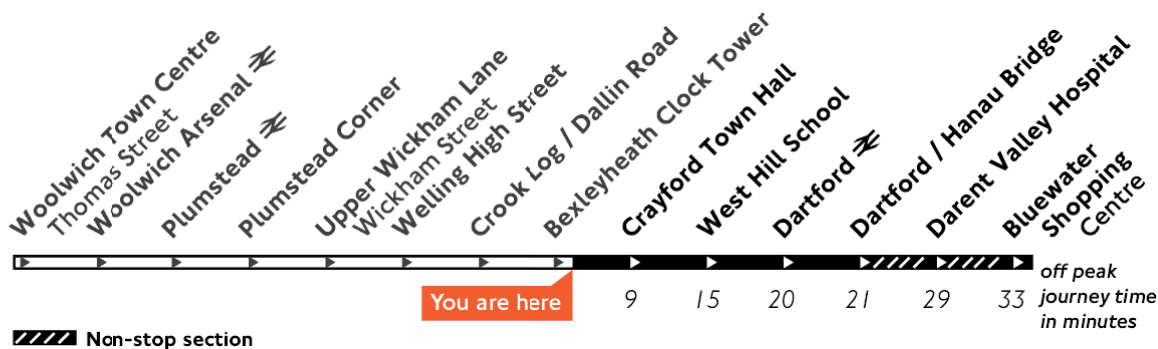 Woolwich Town Centre
Thomas Street
Woolwich Arsenal
Plumstead
Plumstead Corner
Upper Wickham Lane
Wickham Street
Welling High Street
Crook Log / Dallin Road
Bexleyheath Clock Tower
Crayford Town Hall
West Hill School
Dartford
Dartford / Hanau Bridge
Darent Valley Hospital
Bluewater
Shopping
Centre
You are here
9 15 20 21 29 33
off peak
journey time
in minutes
Non-stop section